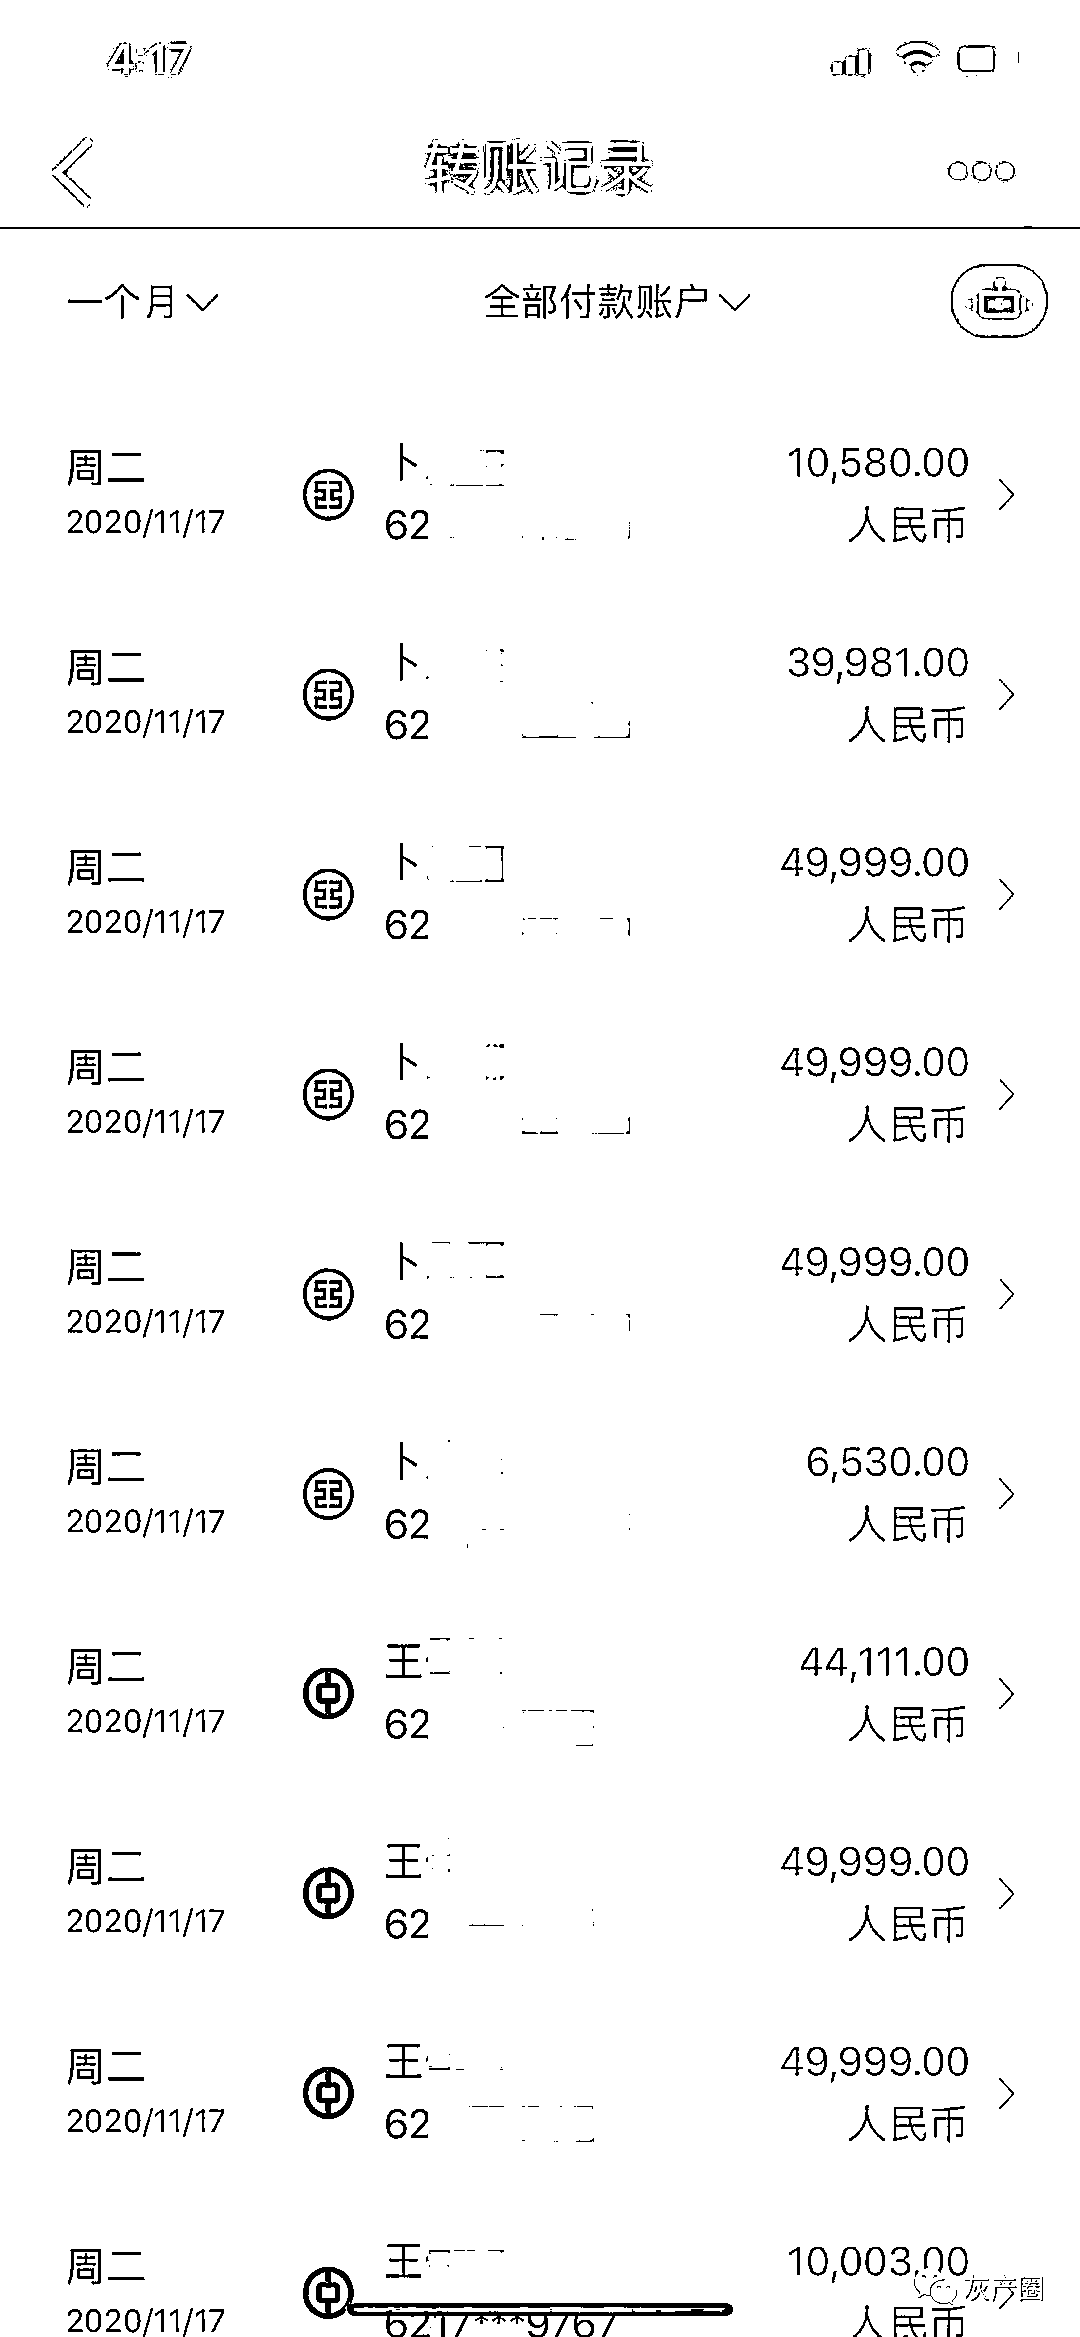 4:17
转账记录
一个月 全部付款账户
周二 卜 10,580.00
2020/11/17 62 人民币
周二 卜 39,981.00
2020/11/17 62 人民币
周二 卜 49,999.00
2020/11/17 62 人民币
周二 卜 49,999.00
2020/11/17 62 人民币
周二 卜 49,999.00
2020/11/17 62 人民币
周二 卜 6,530.00
2020/11/17 62 人民币
周二 王 44,111.00
2020/11/17 62 人民币
周二 王 49,999.00
2020/11/17 62 人民币
周二 王 49,999.00
2020/11/17 62 人民币
周二 王 10,003.00
灰产圈
2020/11/17 6217***9767 人民币